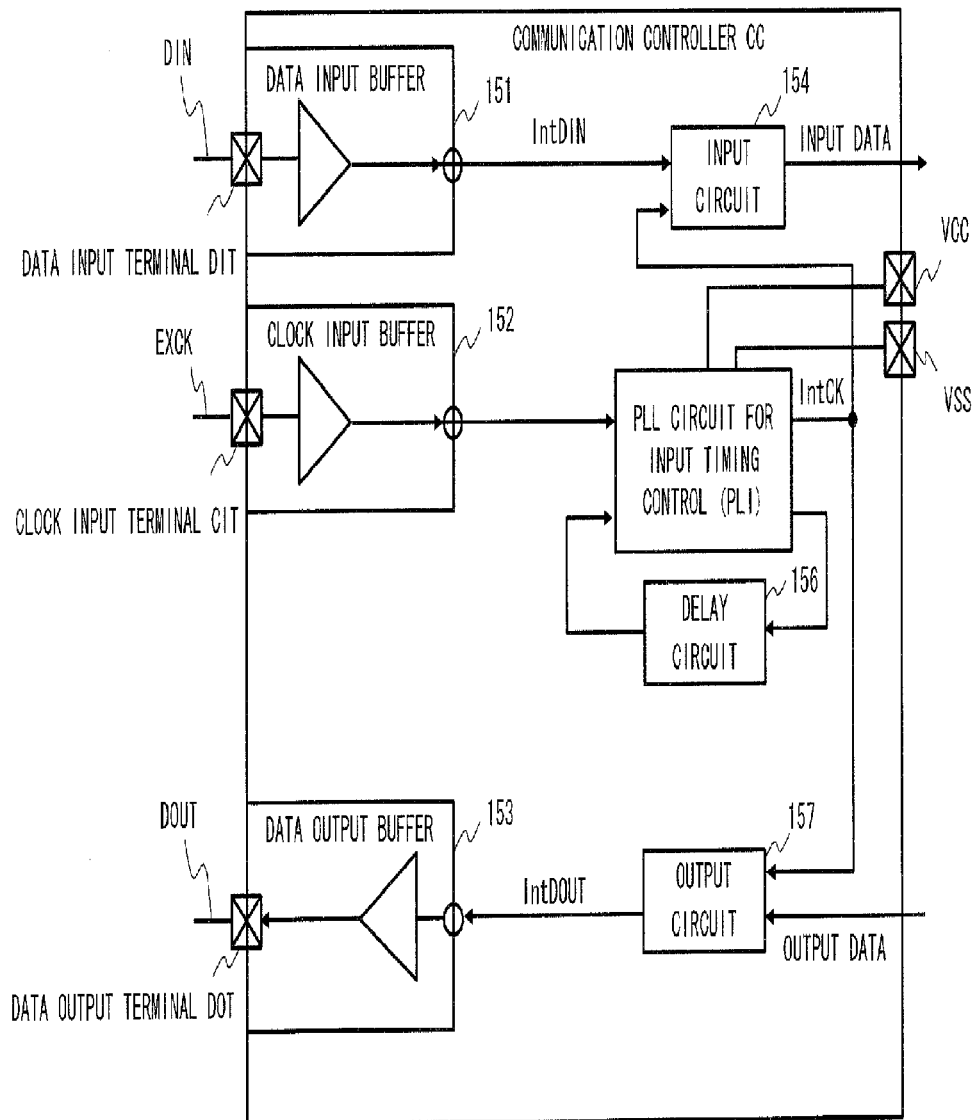 COMMUNICATION CONTROLLER CC
DIN
DATA INPUT BUFFER
151
154
IntDIN
INPUT
CIRCUIT
INPUT DATA
DATA INPUT TERMINAL DIT
VCC
EXCK
CLOCK INPUT BUFFER
152
VSS
IntCK
PLL CIRCUIT FOR
INPUT TIMING
CONTROL (PLI)
CLOCK INPUT TERMINAL CIT
156
DELAY
CIRCUIT
DOUT
DATA OUTPUT BUFFER
153
157
IntDOUT
OUTPUT
CIRCUIT
OUTPUT DATA
DATA OUTPUT TERMINAL DOT